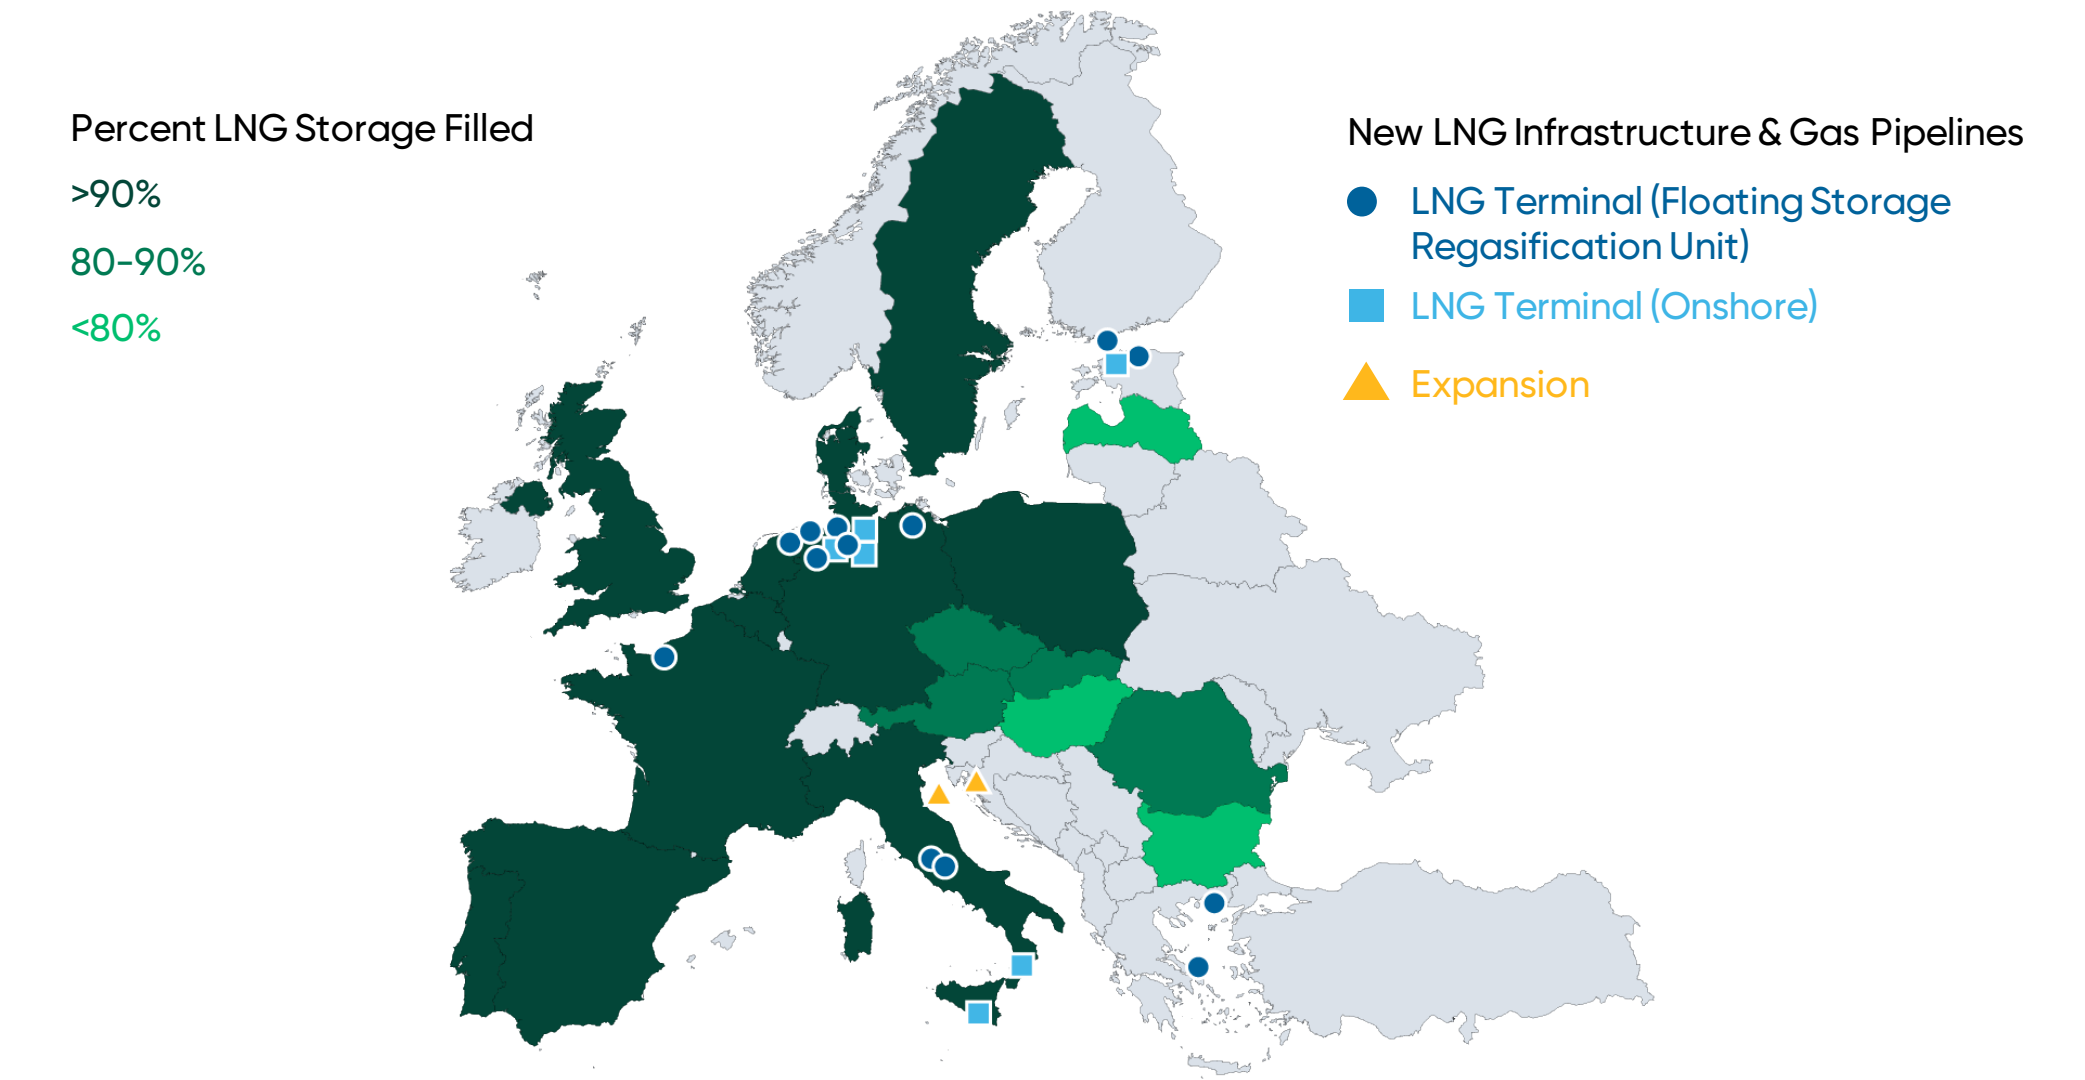 Percent LNG Storage Filled
>90%
80-90%
<80%
New LNG Infrastructure & Gas Pipelines
LNG Terminal (Floating Storage
Regasification Unit)
LNG Terminal (Onshore)
Expansion